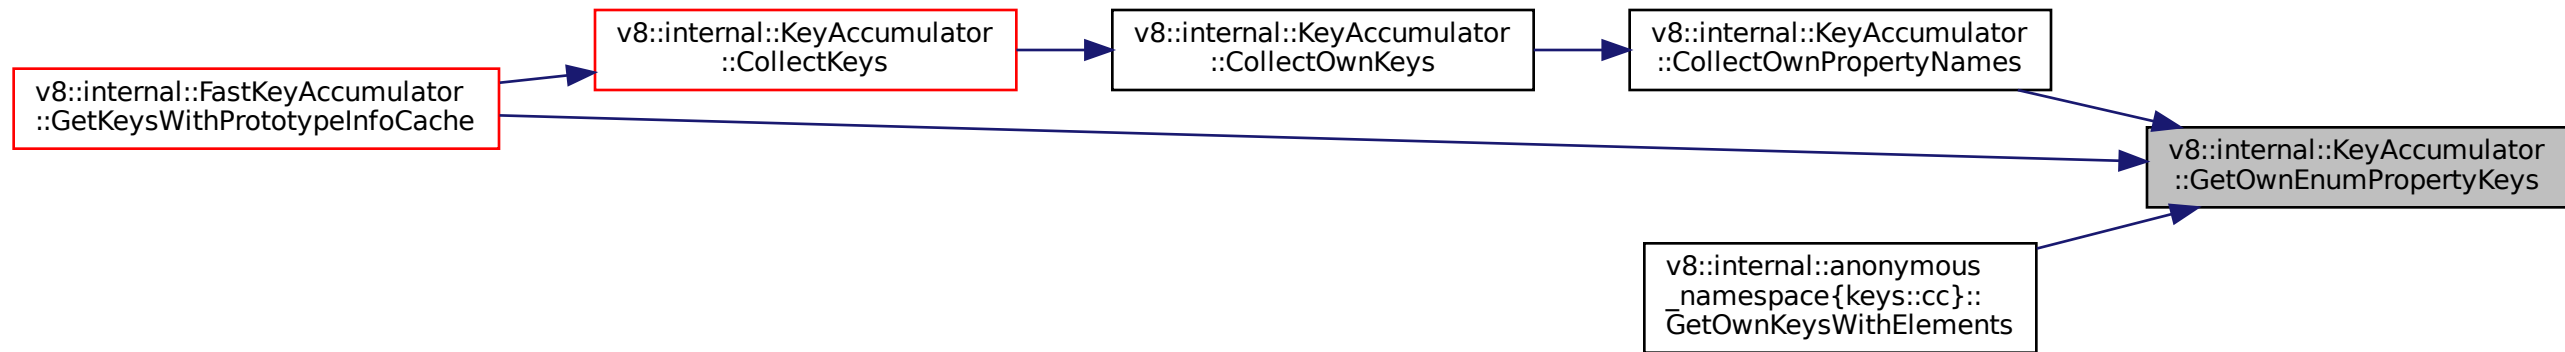 v8::internal::FastKeyAccumulator
::GetKeysWithPrototypeInfoCache
v8::internal::KeyAccumulator
::CollectKeys
v8::internal::KeyAccumulator
::CollectOwnKeys
v8::internal::KeyAccumulator
::CollectOwnPropertyNames
v8::internal::KeyAccumulator
::GetOwnEnumPropertyKeys
v8::internal::anonymous
_namespace{keys::cc}::
GetOwnKeysWithElements